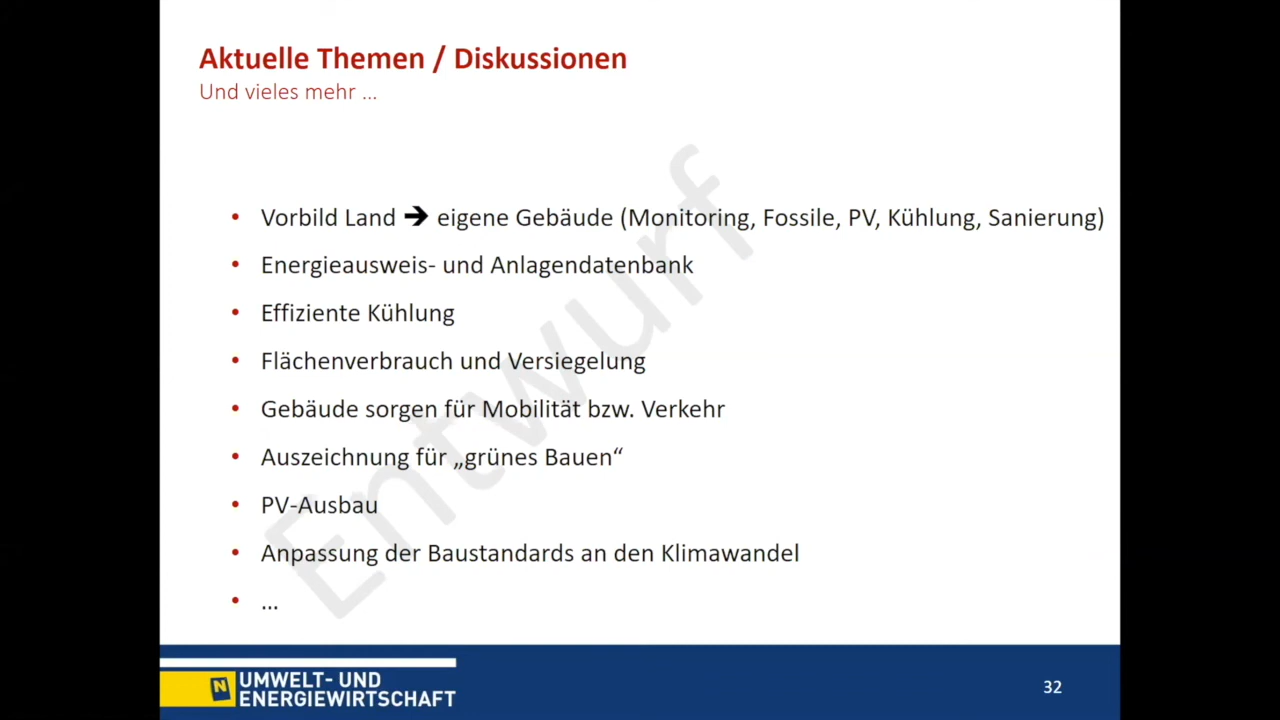 Aktuelle Themen / Diskussionen
Und vieles mehr ...
• Vorbild Land ➔ eigene Gebäude (Monitoring, Fossile, PV, Kühlung, Sanierung)
• Energieausweis- und Anlagendatenbank
• Effiziente Kühlung
• Flächenverbrauch und Versiegelung
• Gebäude sorgen für Mobilität bzw. Verkehr
• Auszeichnung für „grünes Bauen“
• PV-Ausbau
• Anpassung der Baustandards an den Klimawandel
• ...
Entwurf
N
UMWELT- UND
ENERGIEWIRTSCHAFT
32